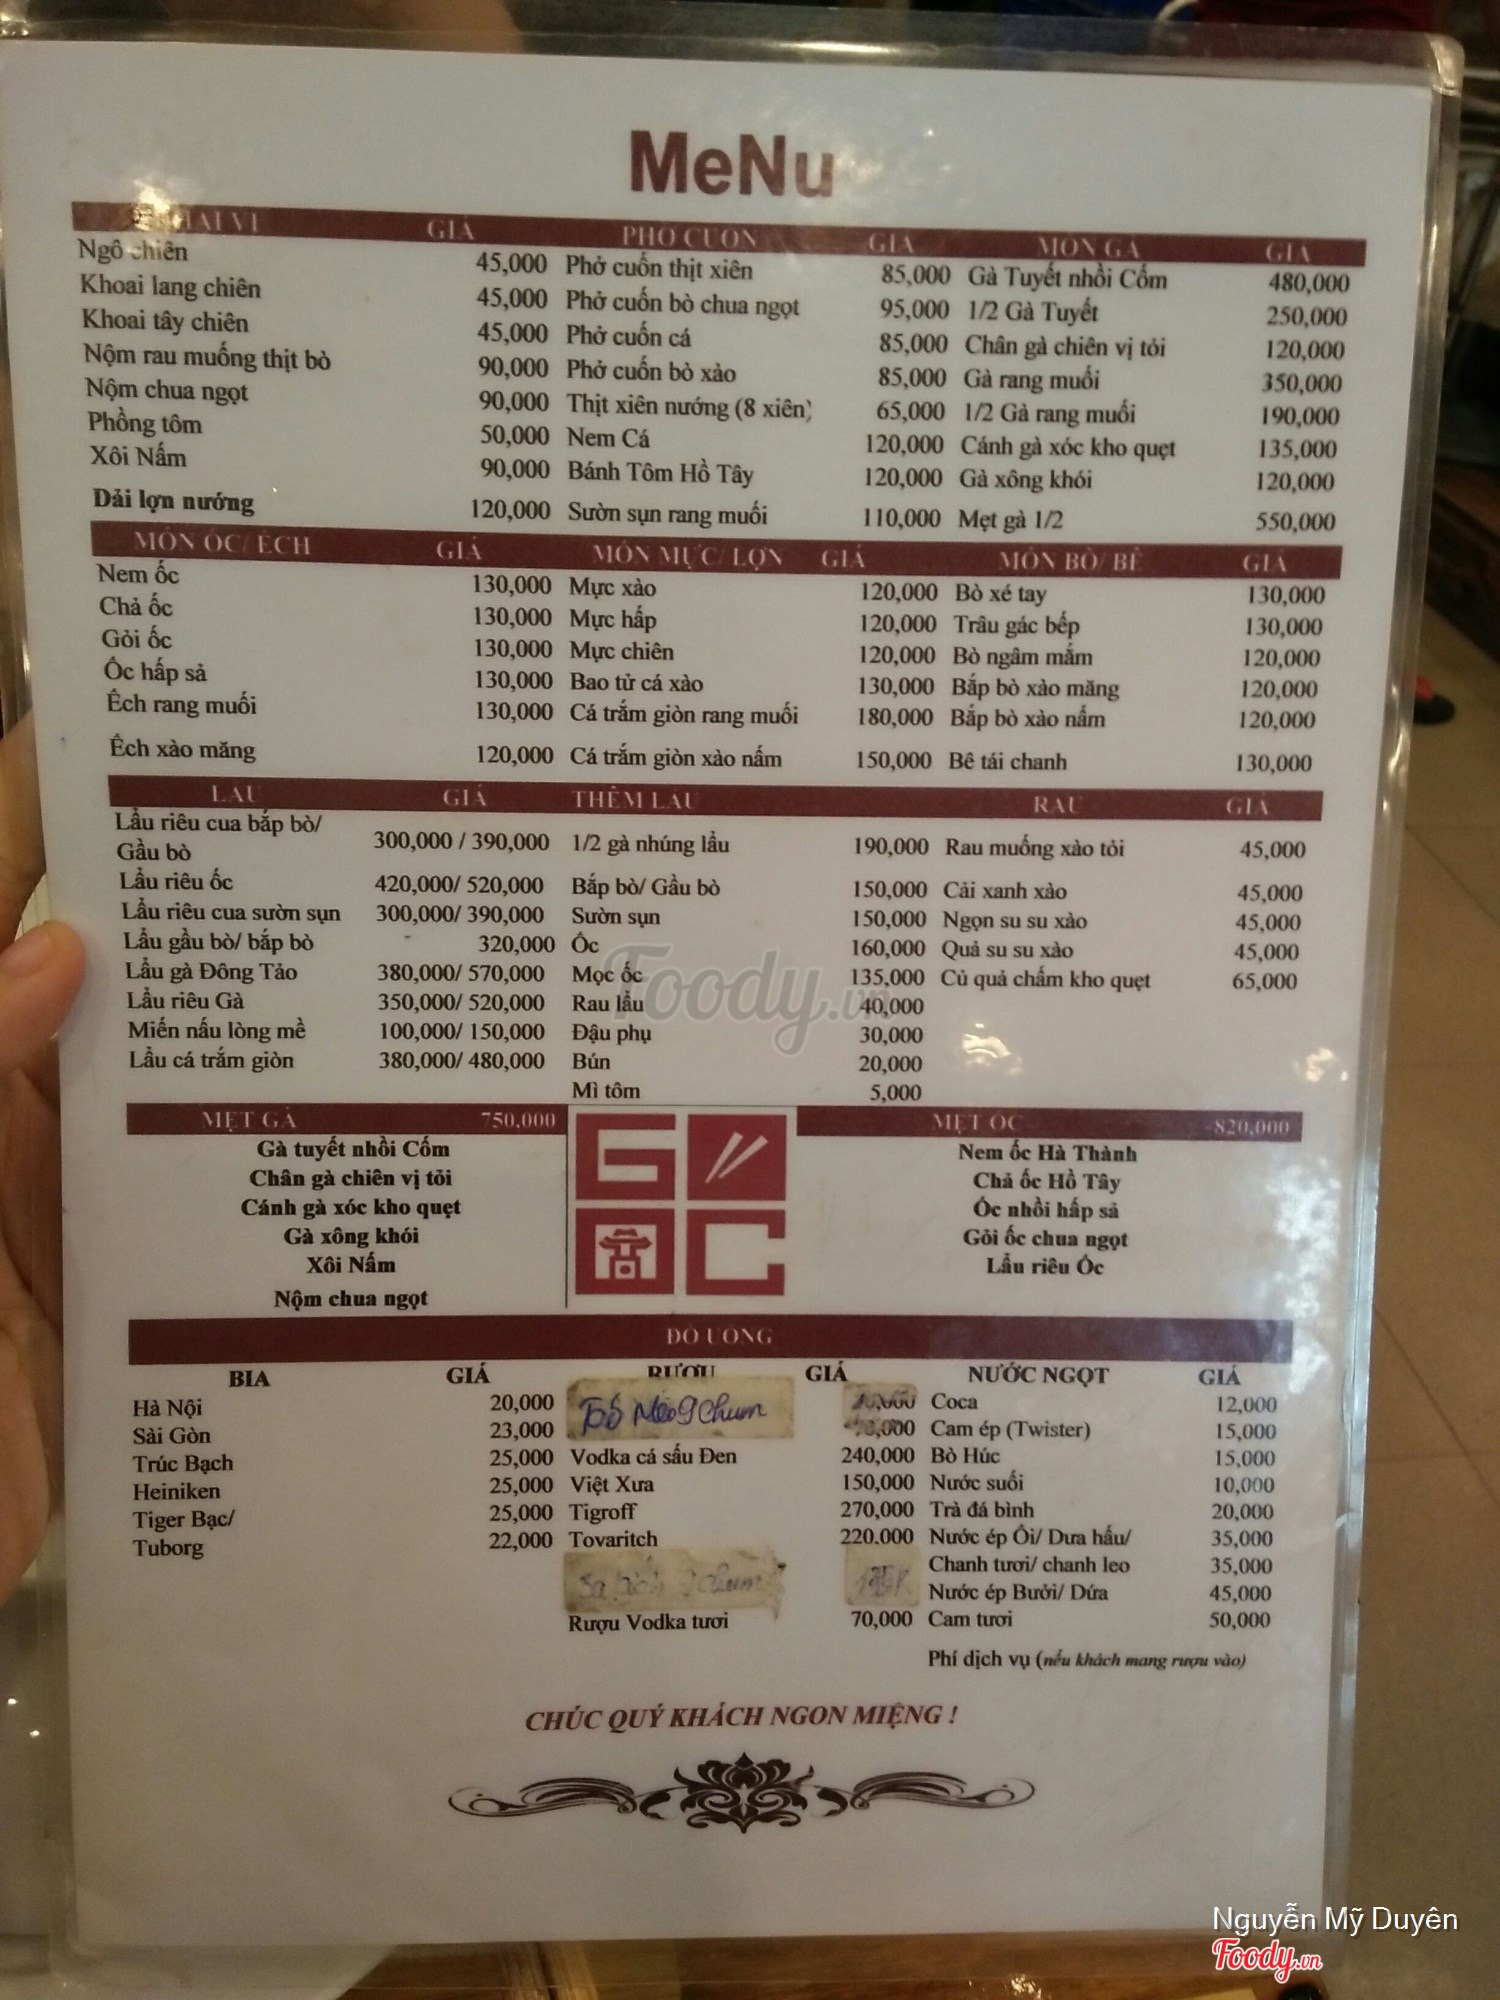 MeNu
KHAI VỊ GIÁ PHỞ CUỐN GIÁ MÓN GÀ GIÁ
Ngô chiên 45,000 Phở cuốn thịt xiên 85,000 Gà Tuyết nhồi Cốm 480,000
Khoai lang chiên 45,000 Phở cuốn bò chua ngọt 95,000 1/2 Gà Tuyết 250,000
Khoai tây chiên 45,000 Phở cuốn cá 85,000 Chân gà chiên vị tỏi 120,000
Nộm rau muống thịt bò 90,000 Phở cuốn bò xào 85,000 Gà rang muối 350,000
Nộm chua ngọt 90,000 Thịt xiên nướng (8 xiên) 65,000 1/2 Gà rang muối 190,000
Phồng tôm 50,000 Nem Cá 120,000 Cánh gà xóc kho quẹt 135,000
Xôi Nấm 90,000 Bánh Tôm Hồ Tây 120,000 Gà xông khói 120,000
Dải lợn nướng 120,000 Sườn sụn rang muối 110,000 Mẹt gà 1/2 550,000
MÓN ỐC/ ẾCH GIÁ MÓN MỰC/ LỢN GIÁ MÓN BÒ/ BÊ GIÁ
Nem ốc 130,000 Mực xào 120,000 Bò xé tay 130,000
Chả ốc 130,000 Mực hấp 120,000 Trâu gác bếp 130,000
Gỏi ốc 130,000 Mực chiên 120,000 Bò ngâm mắm 120,000
Ốc hấp sả 130,000 Bao tử cá xào 130,000 Bắp bò xào măng 120,000
Ếch rang muối 130,000 Cá trắm giòn rang muối 180,000 Bắp bò xào nấm 120,000
Ếch xào măng 120,000 Cá trắm giòn xào nấm 150,000 Bê tái chanh 130,000
LẨU GIÁ THÊM LẨU RAU GIÁ
Lẩu riêu cua bắp bò/
Gầu bò 300,000 / 390,000 1/2 gà nhúng lẩu 190,000 Rau muống xào tỏi 45,000
Lẩu riêu ốc 420,000/ 520,000 Bắp bò/ Gầu bò 150,000 Cải xanh xào 45,000
Lẩu riêu cua sườn sụn 300,000/ 390,000 Sườn sụn 150,000 Ngọn su su xào 45,000
Lẩu gầu bò/ bắp bò 320,000 Ốc 160,000 Quả su su xào 45,000
Lẩu gà Đông Tảo 380,000/ 570,000 Mọc ốc 135,000 Củ quả chấm kho quẹt 65,000
Lẩu riêu Gà 350,000/ 520,000 Rau lẩu 40,000
Miến nấu lòng mề 100,000/ 150,000 Đậu phụ 30,000
Lẩu cá trắm giòn 380,000/ 480,000 Bún 20,000
Mì tôm 5,000
Foody.vn
MẸT GÀ 750,000 MẸT ỐC 820,000
Gà tuyết nhồi Cốm Nem ốc Hà Thành
Chân gà chiên vị tỏi Chả ốc Hồ Tây
Cánh gà xóc kho quẹt Ốc nhồi hấp sả
Gà xông khói Gỏi ốc chua ngọt
Xôi Nấm Lẩu riêu Ốc
Nộm chua ngọt
ĐỒ UỐNG
BIA GIÁ RƯỢU GIÁ NƯỚC NGỌT GIÁ
Hà Nội 20,000 Coca 12,000
Sài Gòn 23,000 Cam ép (Twister) 15,000
Trúc Bạch 25,000 Vodka cá sấu Đen 240,000 Bò Húc 15,000
Heiniken 25,000 Việt Xưa 150,000 Nước suối 10,000
Tiger Bạc/ 25,000 Tigroff 270,000 Trà đá bình 20,000
Tuborg 22,000 Tovaritch 220.000 Nước ép Ổi/ Dưa hấu/ 35,000
Chanh tươi/ chanh leo 35,000
Nước ép Bưởi/ Dứa 45,000
Rượu Vodka tươi 70,000 Cam tươi 50,000
Phí dịch vụ (nếu khách mang rượu vào)
CHÚC QUÝ KHÁCH NGON MIỆNG !
Nguyễn Mỹ Duyên
Foody.vn